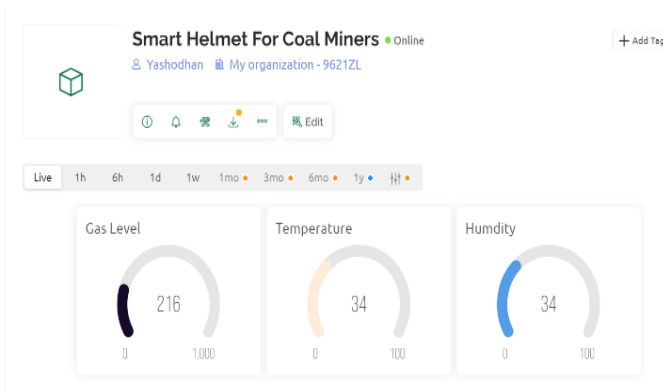 Smart Helmet For Coal Miners Online
Yashodhan My organization - 9621ZL
+ Add Tag
Edit
Live 1h 6h 1d 1w 1mo 3mo 6mo 1y
Gas Level Temperature Humdity
216 34 34
0 1,000 0 100 0 100